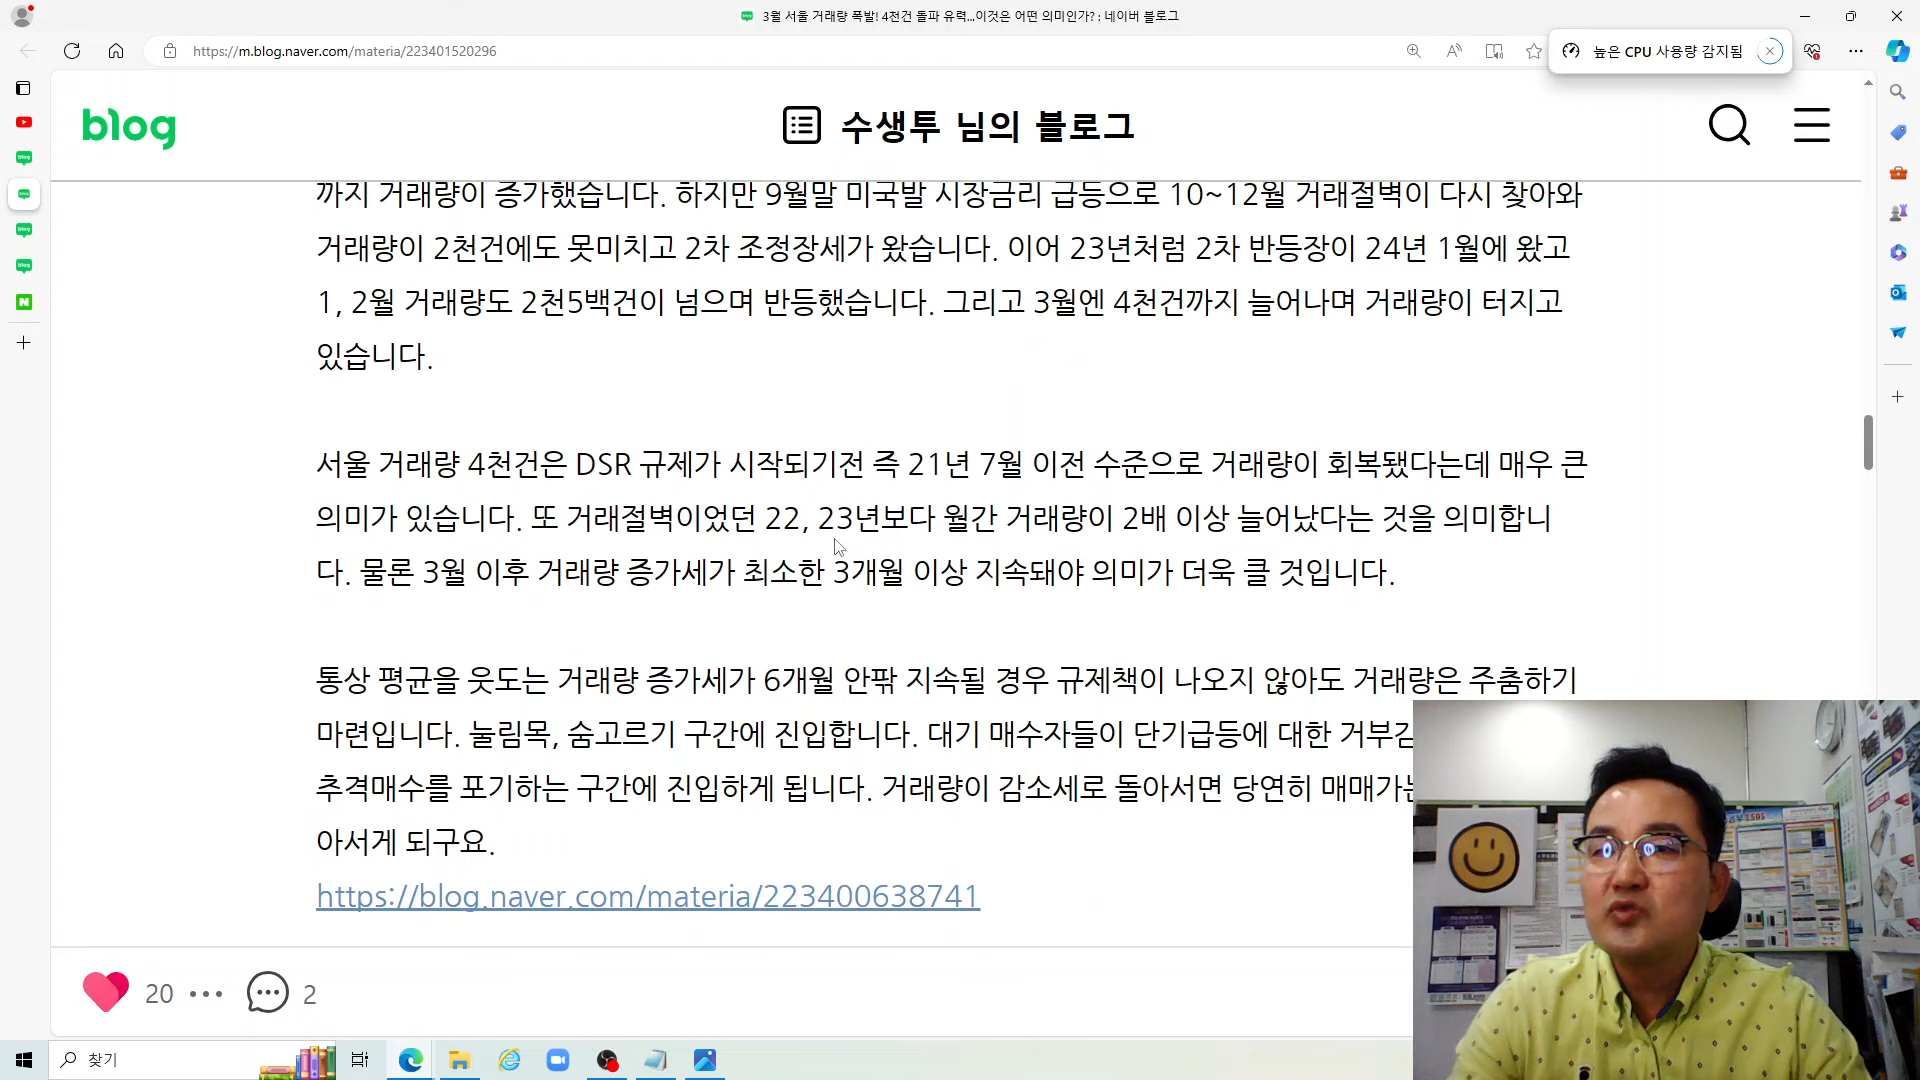 3월 서울 거래량 폭발! 4천건 돌파 유력...이것은 어떤 의미인가? : 네이버 블로그
https://m.blog.naver.com/materia/223401520296
높은 CPU 사용량 감지됨
blog
수생투 님의 블로그
까지 거래량이 증가했습니다. 하지만 9월말 미국발 시장금리 급등으로 10~12월 거래절벽이 다시 찾아와
거래량이 2천건에도 못미치고 2차 조정장세가 왔습니다. 이어 23년처럼 2차 반등장이 24년 1월에 왔고
1, 2월 거래량도 2천5백건이 넘으며 반등했습니다. 그리고 3월엔 4천건까지 늘어나며 거래량이 터지고
있습니다.
서울 거래량 4천건은 DSR 규제가 시작되기전 즉 21년 7월 이전 수준으로 거래량이 회복됐다는데 매우 큰
의미가 있습니다. 또 거래절벽이었던 22, 23년보다 월간 거래량이 2배 이상 늘어났다는 것을 의미합니
다. 물론 3월 이후 거래량 증가세가 최소한 3개월 이상 지속돼야 의미가 더욱 클 것입니다.
통상 평균을 웃도는 거래량 증가세가 6개월 안팎 지속될 경우 규제책이 나오지 않아도 거래량은 주춤하기
마련입니다. 눌림목, 숨고르기 구간에 진입합니다. 대기 매수자들이 단기급등에 대한 거부감
추격매수를 포기하는 구간에 진입하게 됩니다. 거래량이 감소세로 돌아서면 당연히 매매가는
아서게 되구요.
https://blog.naver.com/materia/223400638741
20
2
찾기